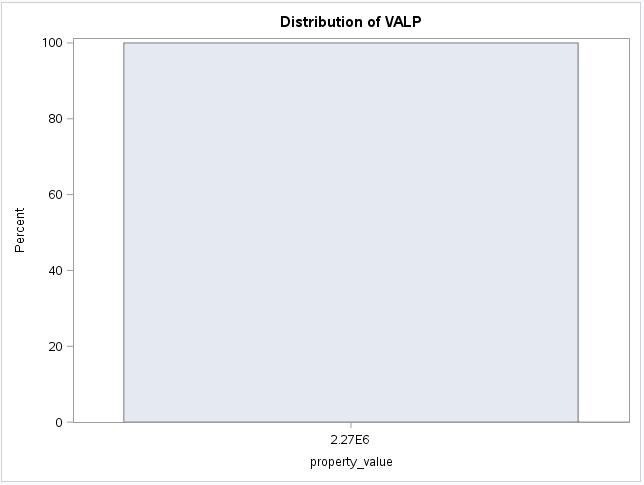 Distribution of VALP
100
80
60
40
20
0
Percent
2.27E6
property_value